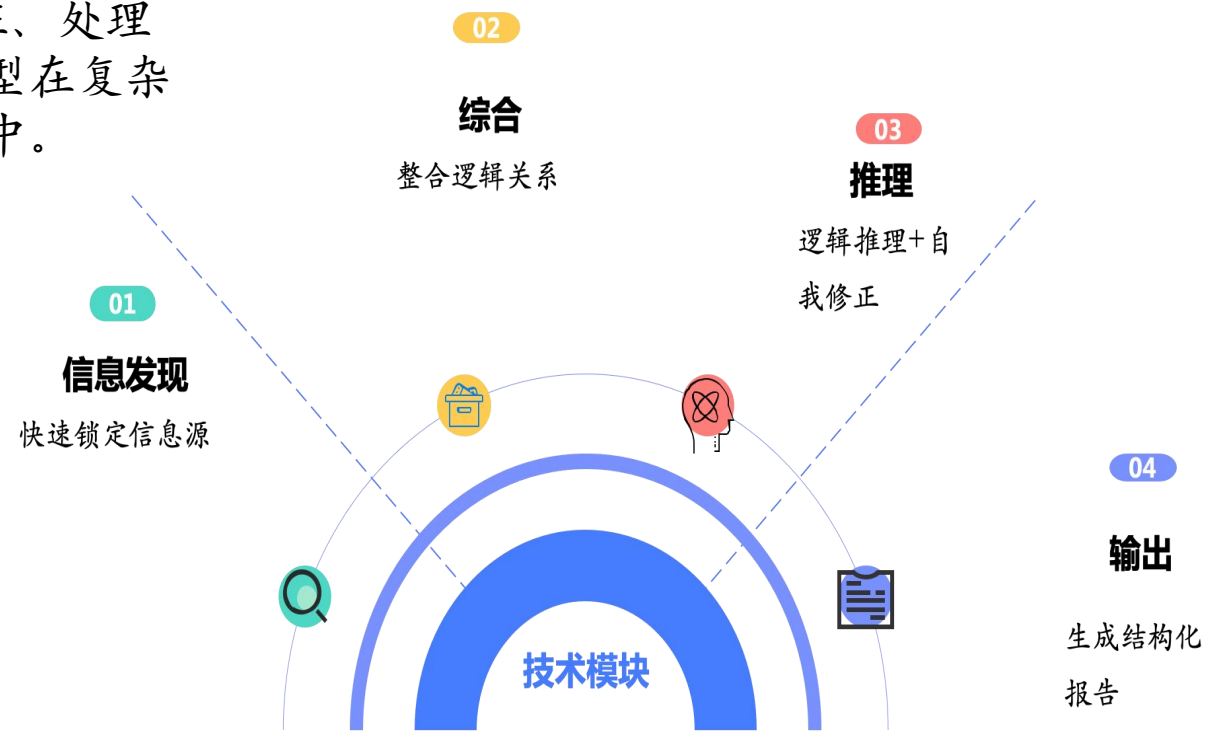 、处理
型在复杂
中。
02
综合
整合逻辑关系
03
推理
逻辑推理+自
我修正
01
信息发现
快速锁定信息源
04
输出
生成结构化
报告
技术模块